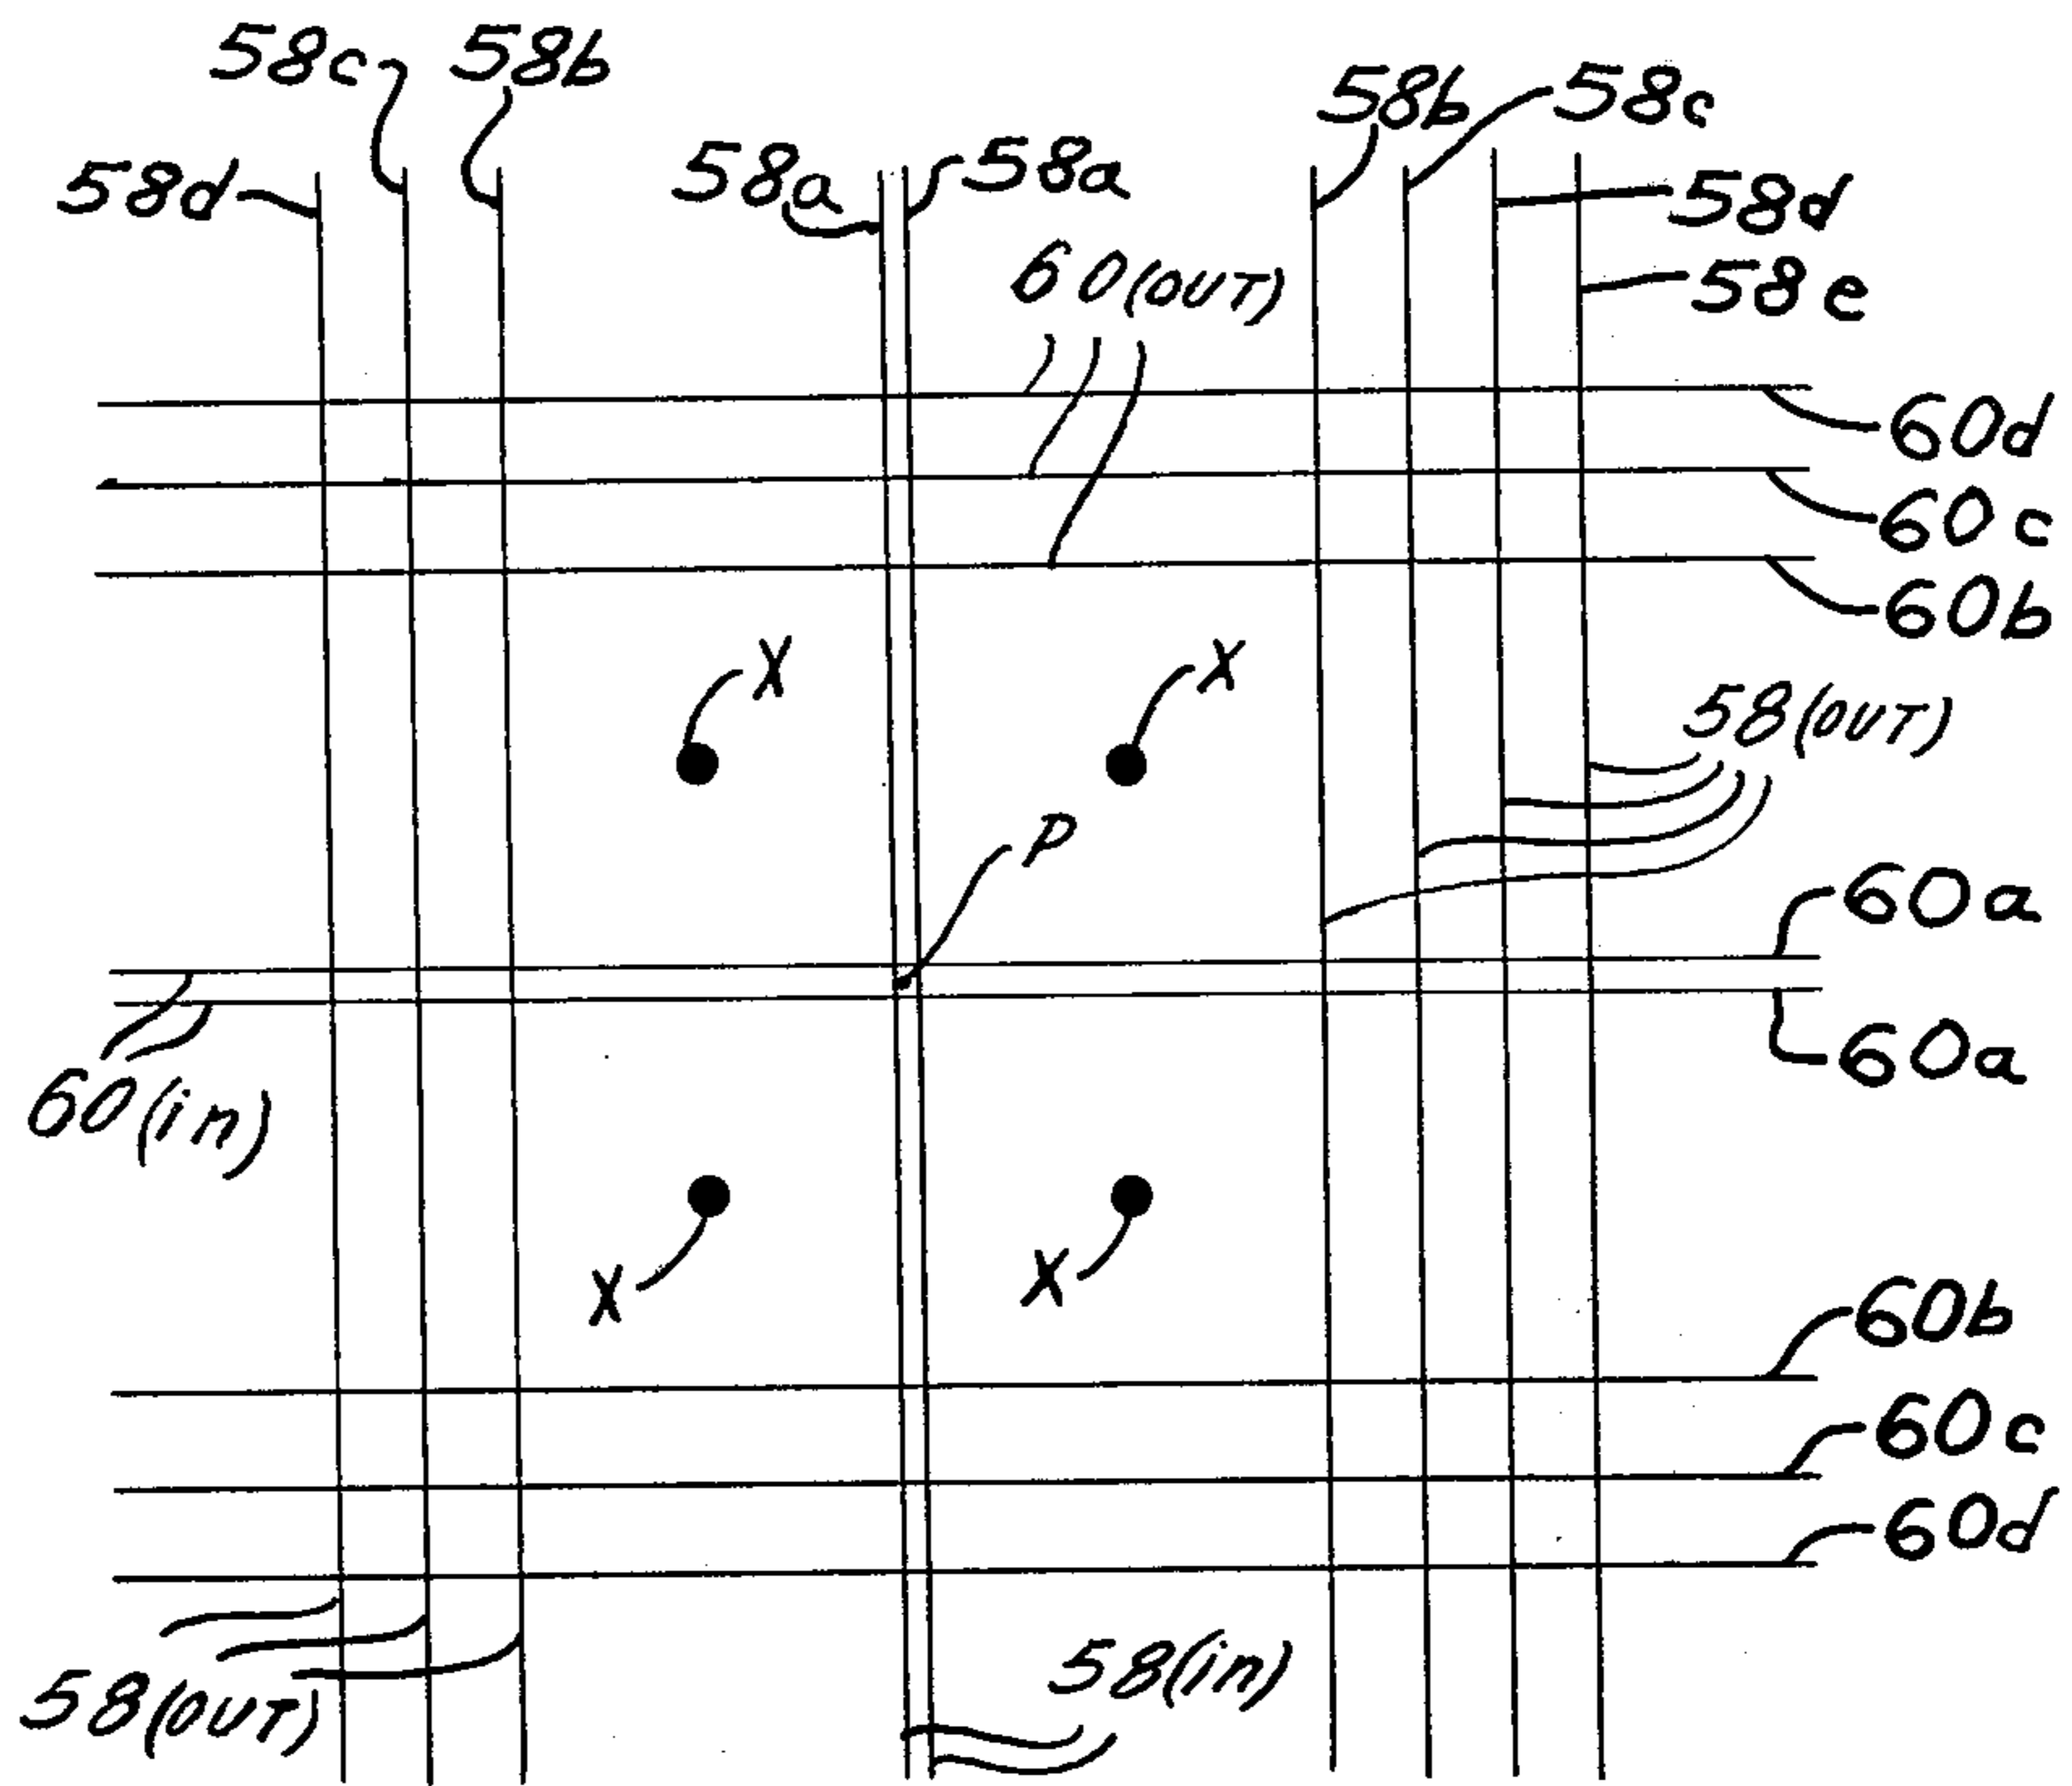 58c
58b
58b
58c
58d
58a
58a
58d
60(OUT)
58e
60d
60c
60b
X
X
58(OUT)
P
60a
60a
60(in)
X
X
60b
60c
60d
58(OUT)
58(in)